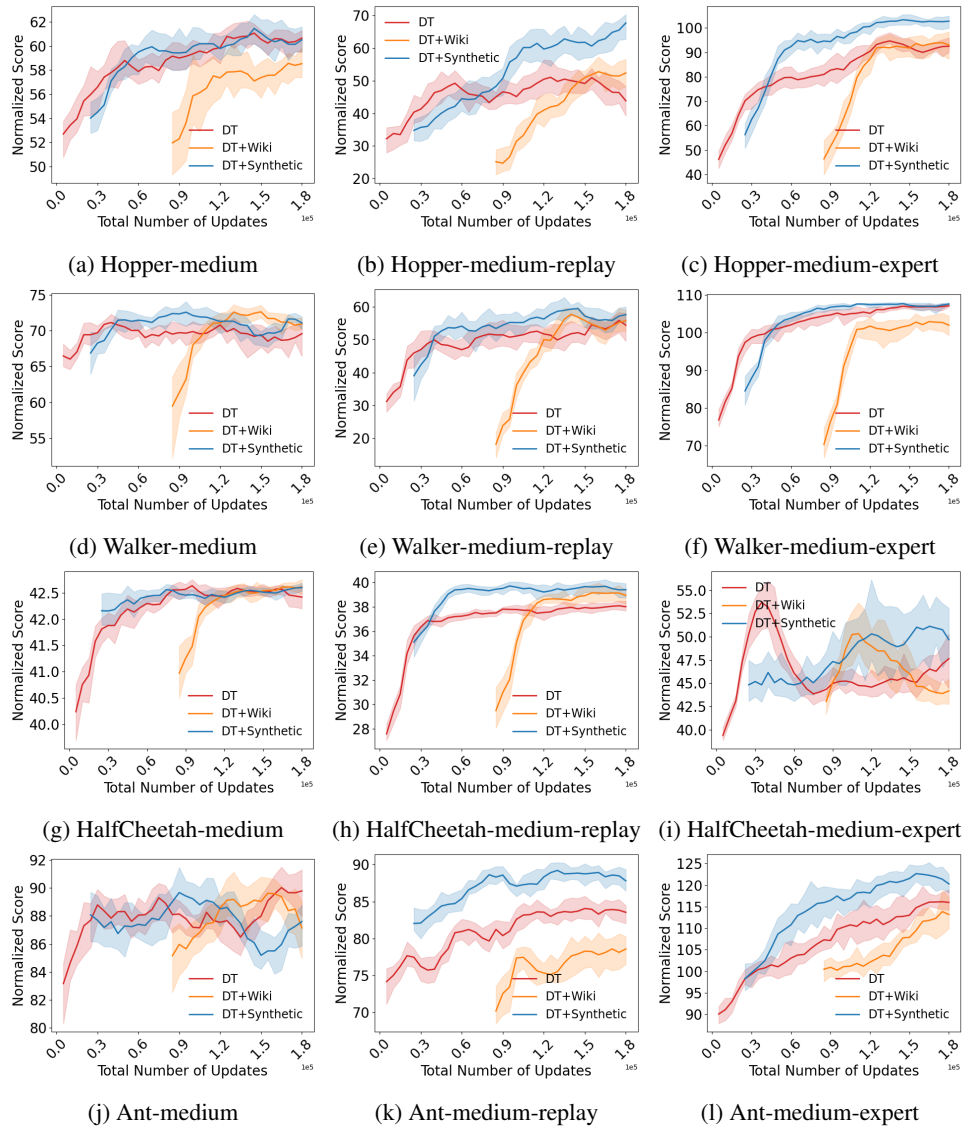 Normalized Score
62
60
58
56
54
52
50
DT
DT+Wiki
DT+Synthetic
0.0 0.3 0.6 0.9 1.2 1.5 1.8
1e5
Total Number of Updates
(a) Hopper-medium
Normalized Score
70
60
50
40
30
20
DT
DT+Wiki
DT+Synthetic
0.0 0.3 0.6 0.9 1.2 1.5 1.8
1e5
Total Number of Updates
(b) Hopper-medium-replay
Normalized Score
100
90
80
70
60
50
40
DT
DT+Wiki
DT+Synthetic
0.0 0.3 0.6 0.9 1.2 1.5 1.8
1e5
Total Number of Updates
(c) Hopper-medium-expert
Normalized Score
75
70
65
60
55
DT
DT+Wiki
DT+Synthetic
0.0 0.3 0.6 0.9 1.2 1.5 1.8
1e5
Total Number of Updates
(d) Walker-medium
Normalized Score
60
50
40
30
20
DT
DT+Wiki
DT+Synthetic
0.0 0.3 0.6 0.9 1.2 1.5 1.8
1e5
Total Number of Updates
(e) Walker-medium-replay
Normalized Score
110
100
90
80
70
DT
DT+Wiki
DT+Synthetic
0.0 0.3 0.6 0.9 1.2 1.5 1.8
1e5
Total Number of Updates
(f) Walker-medium-expert
Normalized Score
42.5
42.0
41.5
41.0
40.5
40.0
DT
DT+Wiki
DT+Synthetic
0.0 0.3 0.6 0.9 1.2 1.5 1.8
1e5
Total Number of Updates
(g) HalfCheetah-medium
Normalized Score
40
38
36
34
32
30
28
DT
DT+Wiki
DT+Synthetic
0.0 0.3 0.6 0.9 1.2 1.5 1.8
1e5
Total Number of Updates
(h) HalfCheetah-medium-replay
Normalized Score
55.0
52.5
50.0
47.5
45.0
42.5
40.0
DT
DT+Wiki
DT+Synthetic
0.0 0.3 0.6 0.9 1.2 1.5 1.8
1e5
Total Number of Updates
(i) HalfCheetah-medium-expert
Normalized Score
92
90
88
86
84
82
80
DT
DT+Wiki
DT+Synthetic
0.0 0.3 0.6 0.9 1.2 1.5 1.8
1e5
Total Number of Updates
(j) Ant-medium
Normalized Score
90
85
80
75
70
DT
DT+Wiki
DT+Synthetic
0.0 0.3 0.6 0.9 1.2 1.5 1.8
1e5
Total Number of Updates
(k) Ant-medium-replay
Normalized Score
125
120
115
110
105
100
95
90
DT
DT+Wiki
DT+Synthetic
0.0 0.3 0.6 0.9 1.2 1.5 1.8
1e5
Total Number of Updates
(l) Ant-medium-expert